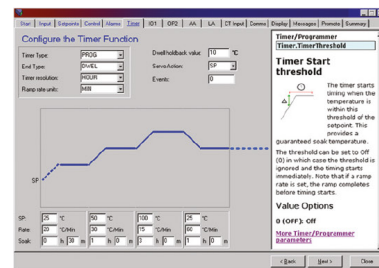 Start Input Setpoints Control Alarms Timer IO1 OP2 AA LA CT Input Comms Display Messages Promote Summary
Configure the Timer Function
Timer Type: PROG Dwell holdback value: 10 °C
End Type: DWEL Servo Action: SP
Timer resolution: HOUR Events: 0
Ramp rate units: MIN
SP
SP: 25 °C 50 °C 100 °C 25 °C
Rate: 20 °C/Min 30 °C/Min 15 °C/Min 60 °C/Min
Soak: 0 h 30 m 1 h 0 m 2 h 0 m 1 h 0 m
Timer/Programmer
Timer.TimerThreshold
Timer Start
threshold
The timer starts
timing when the
temperature is
within this
threshold of the
setpoint. This
provides a
guaranteed soak temperature.
The threshold can be set to Off
(0) in which case the threshold is
ignored and the timing starts
immediately. Note that if a ramp
rate is set, the ramp completes
before timing starts.
Value Options
0 (OFF): Off
More Timer/Programmer
parameters
< Back Next > Close